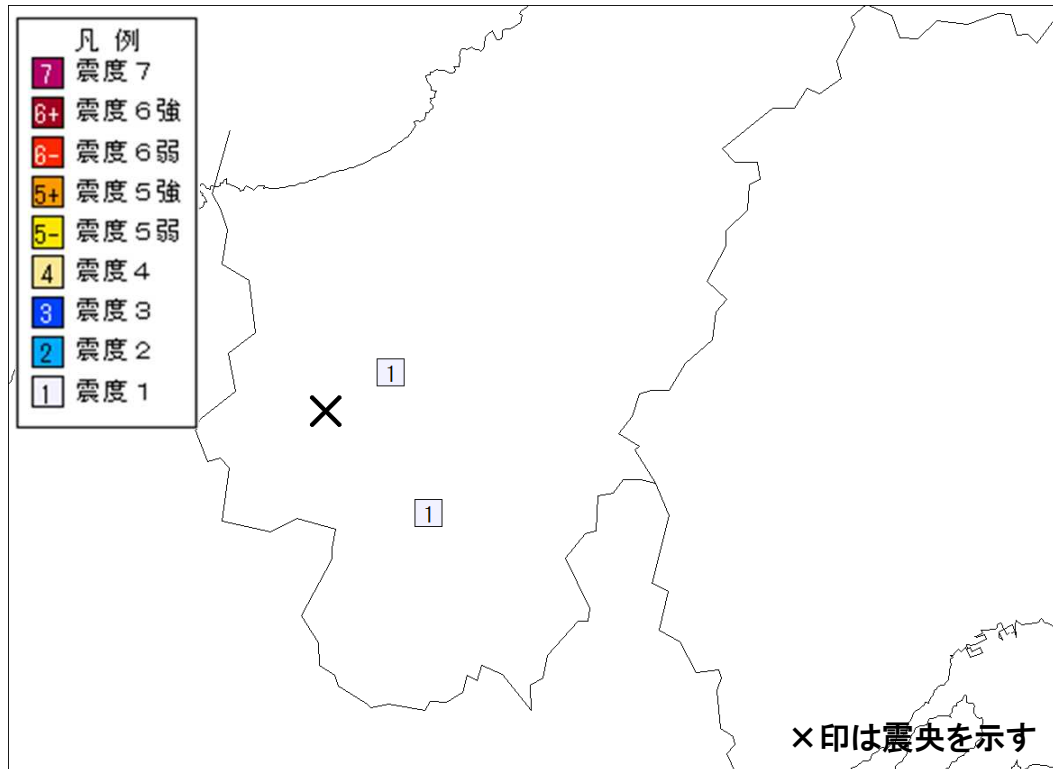 凡 例
7 震度７
6+ 震度６強
6- 震度６弱
5+ 震度５強
5- 震度５弱
4 震度４
3 震度３
2 震度２
1 震度１
1
1
×印は震央を示す